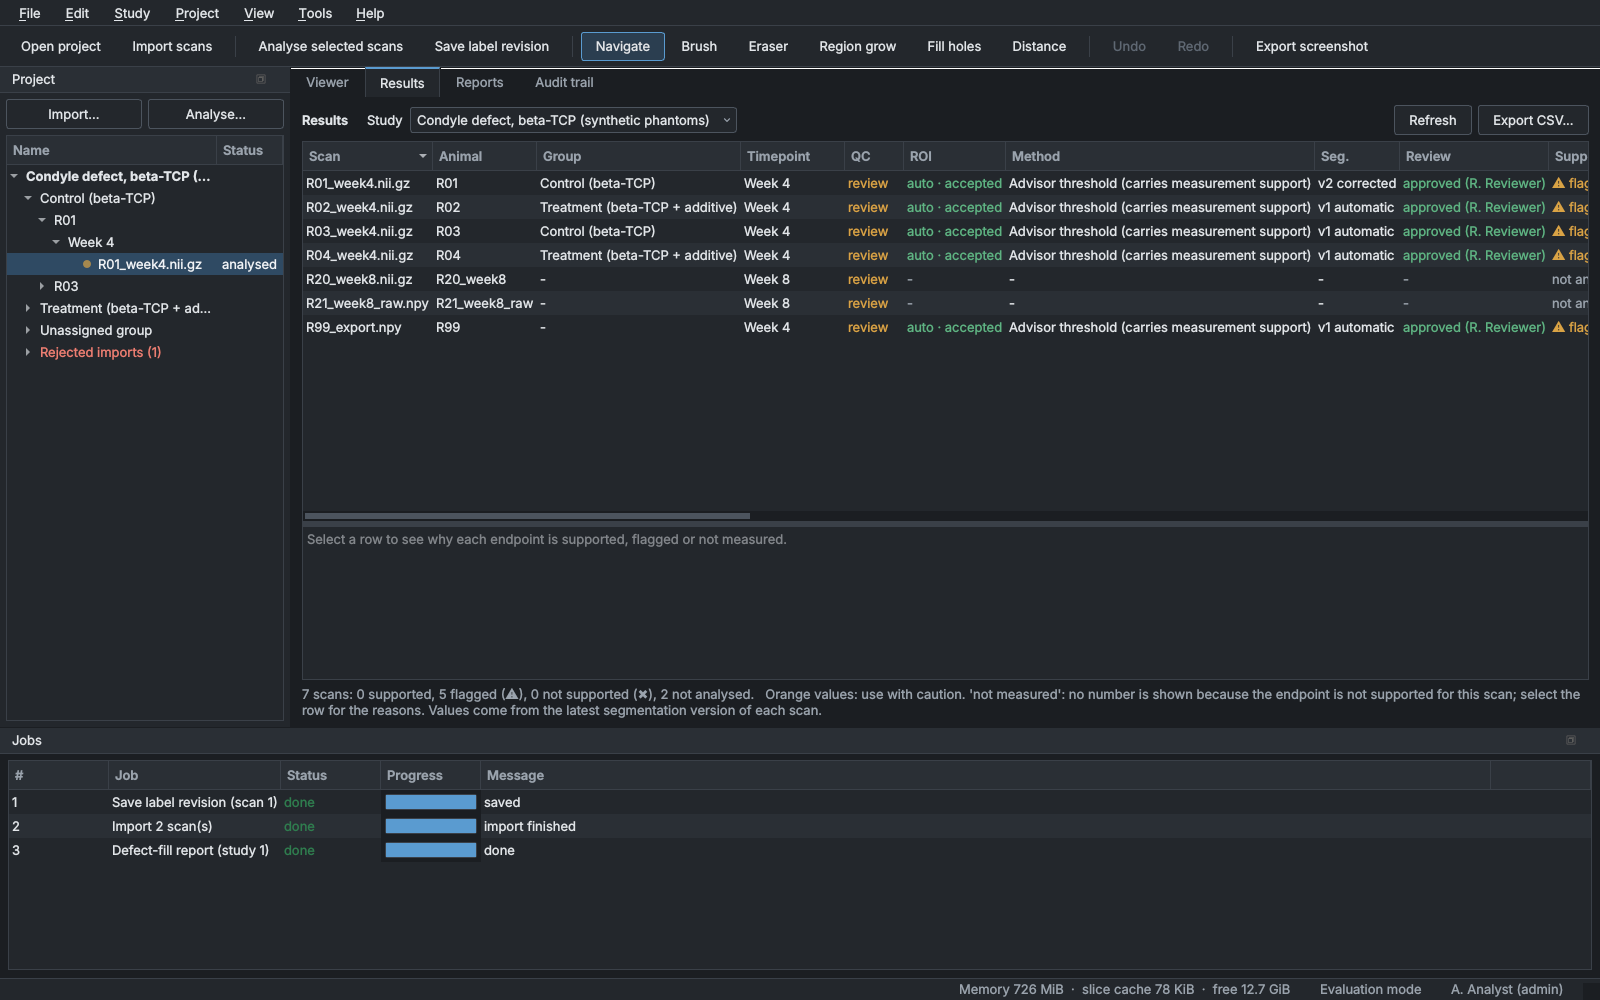 File Edit Study Project View Tools Help
Open project Import scans Analyse selected scans Save label revision Navigate Brush Eraser Region grow Fill holes Distance Undo Redo Export screenshot
Project
Import... Analyse...
Name Status
Condyle defect, beta-TCP (...
Control (beta-TCP)
R01
Week 4
R01_week4.nii.gz analysed
R03
Treatment (beta-TCP + ad...
Unassigned group
Rejected imports (1)
Viewer Results Reports Audit trail
Results Study Condyle defect, beta-TCP (synthetic phantoms) Refresh Export CSV...
Scan Animal Group Timepoint QC ROI Method Seg. Review Supp
R01_week4.nii.gz R01 Control (beta-TCP) Week 4 review auto · accepted Advisor threshold (carries measurement support) v2 corrected approved (R. Reviewer) ⚠ flag
R02_week4.nii.gz R02 Treatment (beta-TCP + additive) Week 4 review auto · accepted Advisor threshold (carries measurement support) v1 automatic approved (R. Reviewer) ⚠ flag
R03_week4.nii.gz R03 Control (beta-TCP) Week 4 review auto · accepted Advisor threshold (carries measurement support) v1 automatic approved (R. Reviewer) ⚠ flag
R04_week4.nii.gz R04 Treatment (beta-TCP + additive) Week 4 review auto · accepted Advisor threshold (carries measurement support) v1 automatic approved (R. Reviewer) ⚠ flag
R20_week8.nii.gz R20_week8 - Week 8 review - - - - not an
R21_week8_raw.npy R21_week8_raw - Week 8 review - - - - not an
R99_export.npy R99 - Week 4 review auto · accepted Advisor threshold (carries measurement support) v1 automatic approved (R. Reviewer) ⚠ flag
Select a row to see why each endpoint is supported, flagged or not measured.
7 scans: 0 supported, 5 flagged (⚠), 0 not supported (✖), 2 not analysed. Orange values: use with caution. 'not measured': no number is shown because the endpoint is not supported for this scan; select the
row for the reasons. Values come from the latest segmentation version of each scan.
Jobs
# Job Status Progress Message
1 Save label revision (scan 1) done saved
2 Import 2 scan(s) done import finished
3 Defect-fill report (study 1) done done
Memory 726 MiB · slice cache 78 KiB · free 12.7 GiB Evaluation mode A. Analyst (admin)